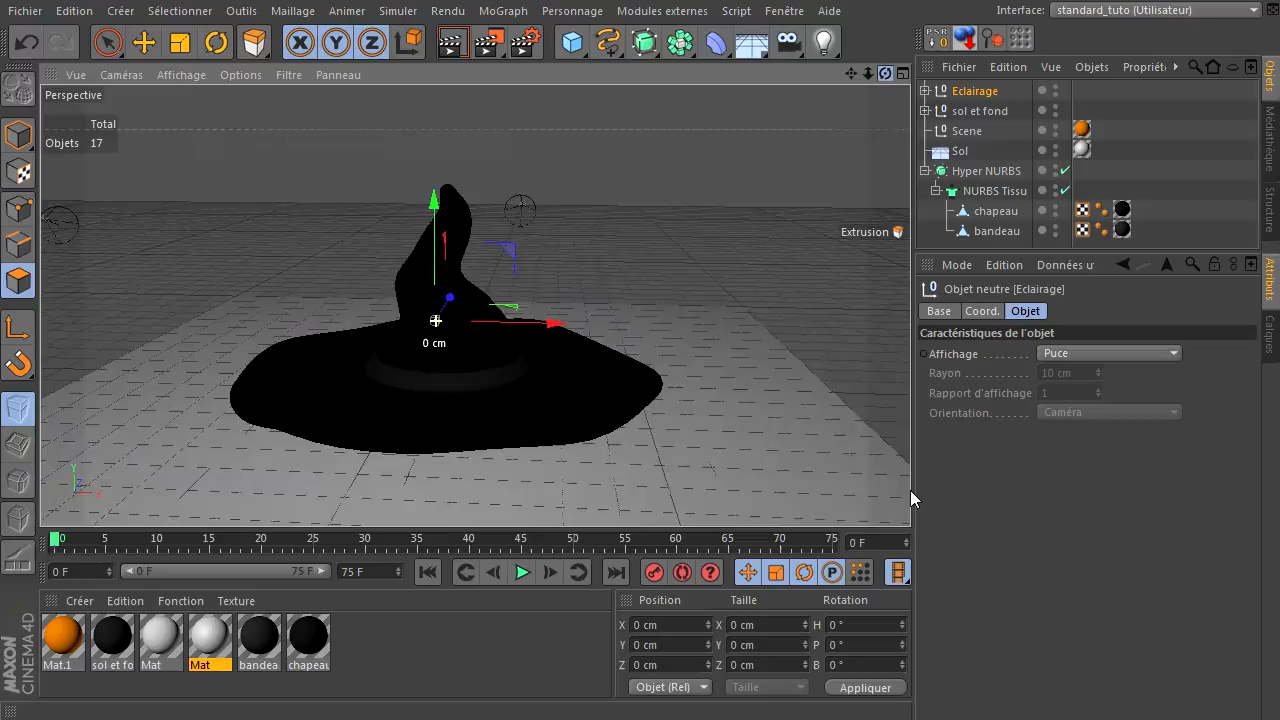 Fichier Edition Créer Sélectionner Outils Maillage Animer Simuler Rendu MoGraph Personnage Modules externes Script Fenêtre Aide Interface: standard_tuto (Utilisateur)
X Y Z PSR
Vue Caméras Affichage Options Filtre Panneau
Fichier Edition Vue Objets Propriét
Perspective
Total
Objets 17
Extrusion
0 cm
Y
Z
X
Eclairage
sol et fond
Scene
Sol
Hyper NURBS
NURBS Tissu
chapeau
bandeau
Objets
Médiathèque
Structure
Attributs
Calques
Mode Edition Données ur
Objet neutre [Eclairage]
Base Coord. Objet
Caractéristiques de l'objet
Affichage Puce
Rayon 10 cm
Rapport d'affichage 1
Orientation Caméra
0 5 10 15 20 25 30 35 40 45 50 55 60 65 70 75 0 F
0 F 0 F 75 F 75 F
Créer Edition Fonction Texture
Mat.1 sol et fo Mat Mat bandea chapeau
Position Taille Rotation
X 0 cm X 0 cm H 0 °
Y 0 cm Y 0 cm P 0 °
Z 0 cm Z 0 cm B 0 °
Objet (Rel) Taille Appliquer
MAXON
CINEMA 4D